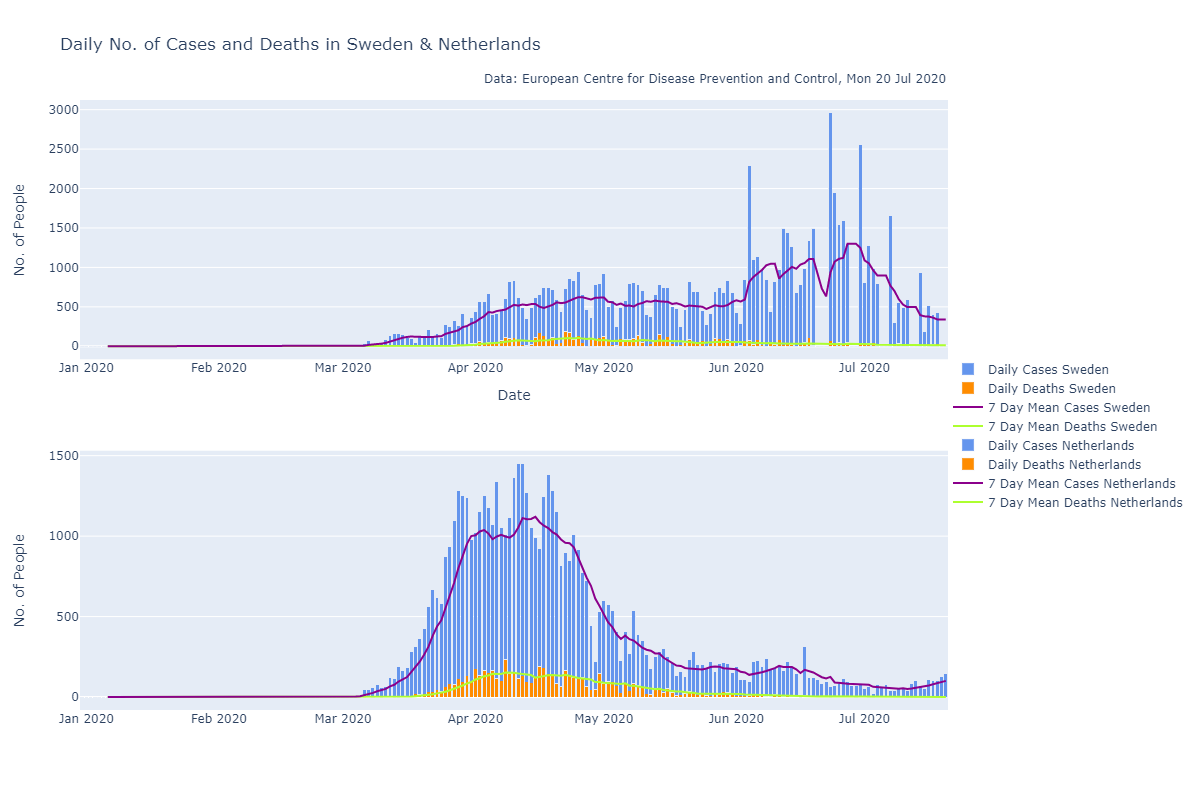 Daily No. of Cases and Deaths in Sweden & Netherlands
Data: European Centre for Disease Prevention and Control, Mon 20 Jul 2020
No. of People
3000
2500
2000
1500
1000
500
0
Jan 2020 Feb 2020 Mar 2020 Apr 2020 May 2020 Jun 2020 Jul 2020
Date
Daily Cases Sweden
Daily Deaths Sweden
7 Day Mean Cases Sweden
7 Day Mean Deaths Sweden
Daily Cases Netherlands
Daily Deaths Netherlands
7 Day Mean Cases Netherlands
7 Day Mean Deaths Netherlands
No. of People
1500
1000
500
0
Jan 2020 Feb 2020 Mar 2020 Apr 2020 May 2020 Jun 2020 Jul 2020